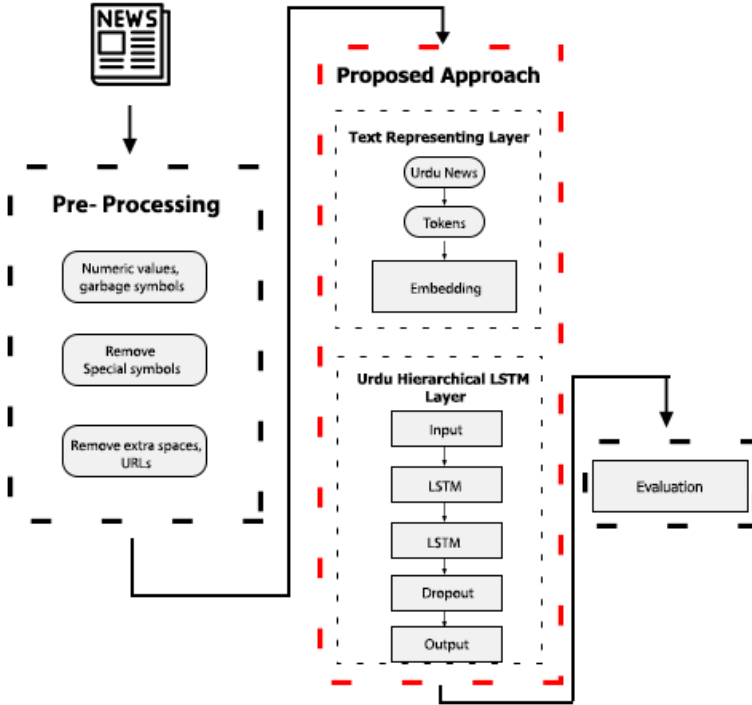 NEWS
Pre- Processing
Numeric values,
garbage symbols
Remove
Special symbols
Remove extra spaces,
URLs
Proposed Approach
Text Representing Layer
Urdu News
Tokens
Embedding
Urdu Hierarchical LSTM
Layer
Input
LSTM
LSTM
Dropout
Output
Evaluation